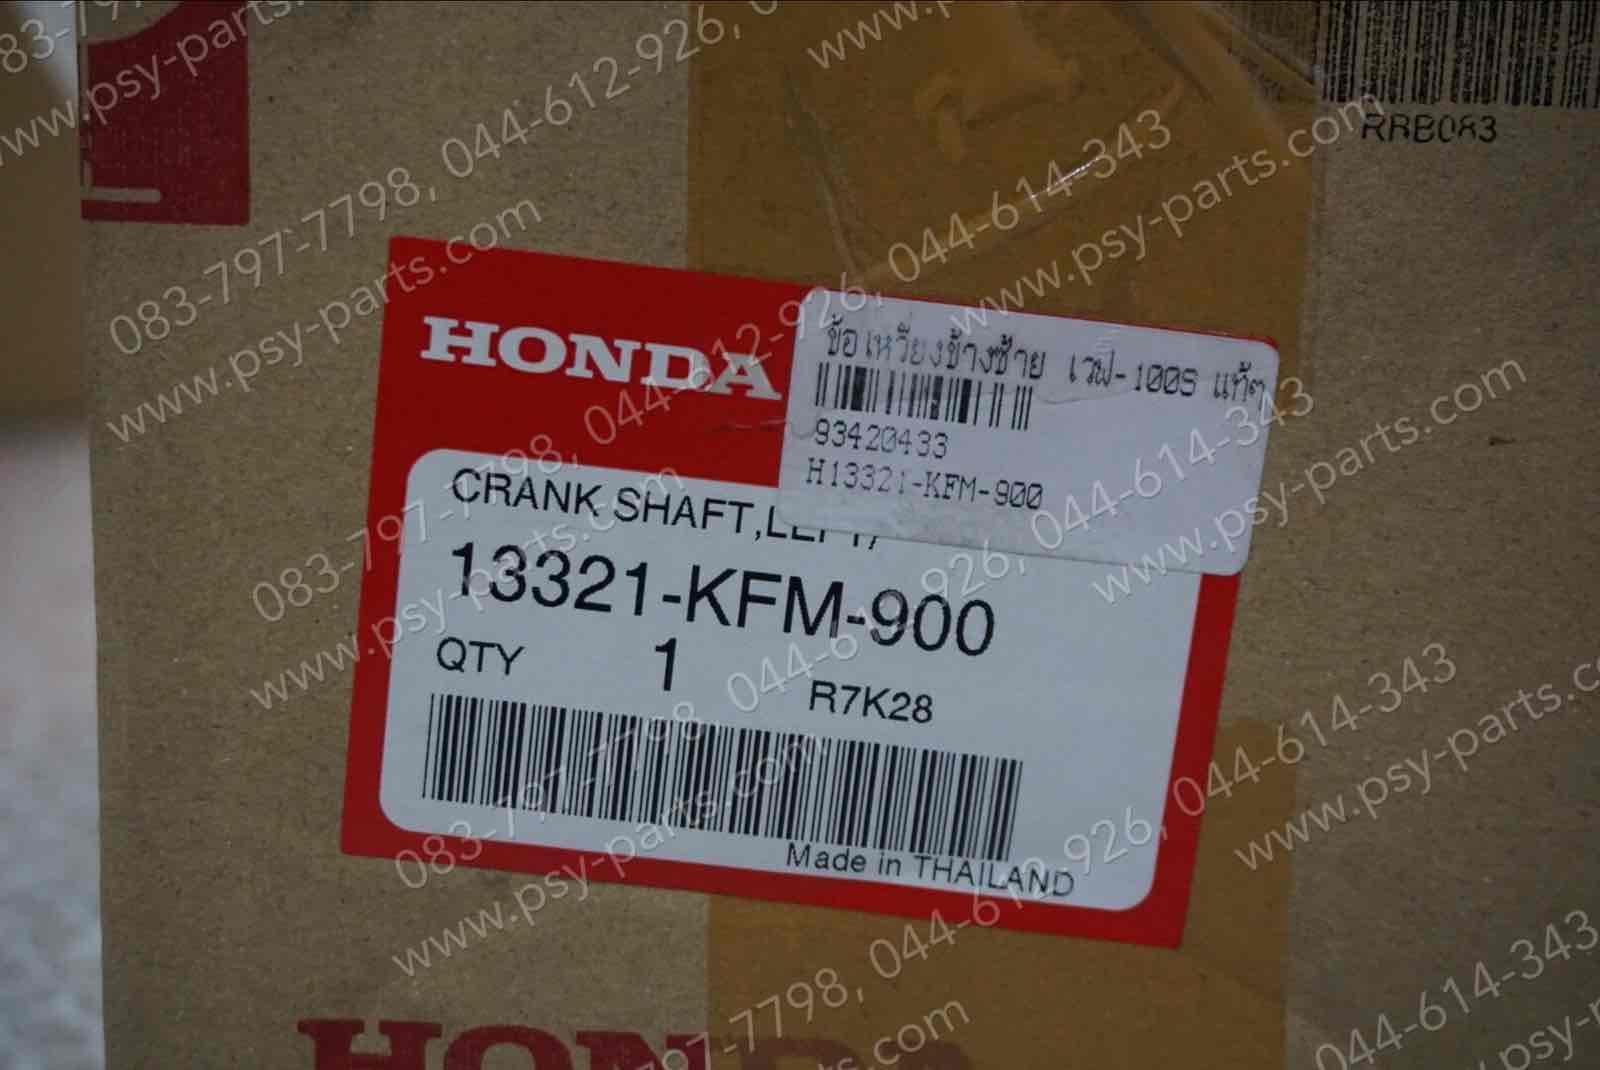 RRB083
HONDA
ข้อเหวี่ยงข้างซ้าย เวฟ-100S แท้ๆ
93420433
H13321-KFM-900
CRANK SHAFT,
13321-KFM-900
QTY 1 R7K28
Made in THAILAND
HONDA
083-797-7798, 044-612-926, 044-614-343
www.psy-parts.com